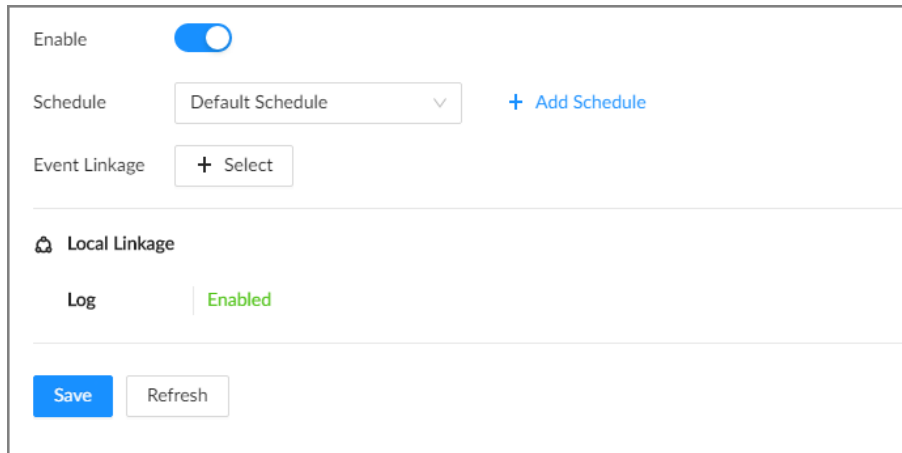 Enable
Schedule Default Schedule + Add Schedule
Event Linkage + Select
Local Linkage
Log Enabled
Save Refresh